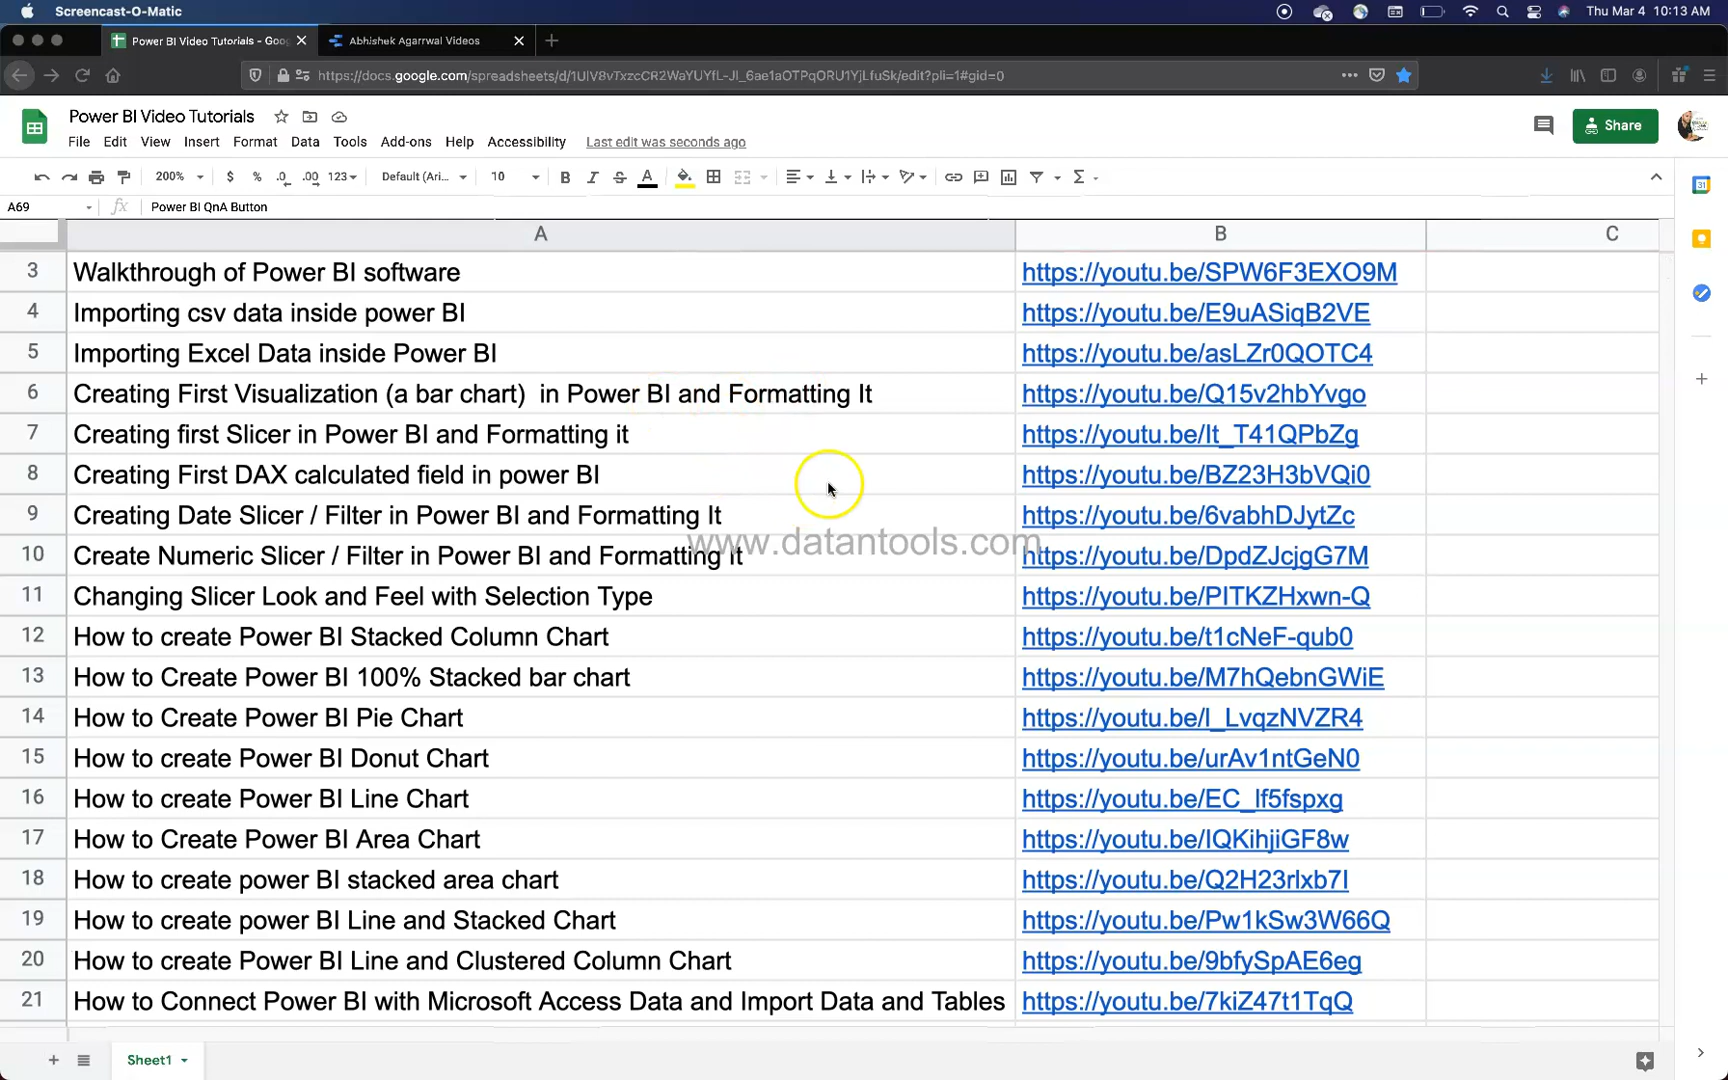 Screencast-O-Matic
Thu Mar 4 10:13 AM
Power BI Video Tutorials - Goog
Abhishek Agarrwal Videos
https://docs.google.com/spreadsheets/d/1UlV8vTxzcCR2WaYUYfL-Jl_6ae1aOTPqORU1YjLfuSk/edit?pli=1#gid=0
Power BI Video Tutorials
Share
File Edit View Insert Format Data Tools Add-ons Help Accessibility Last edit was seconds ago
200% $ % .0 .00 123 Default (Ari... 10 B I S A
A69 fx Power BI QnA Button
A B C
3 Walkthrough of Power BI software https://youtu.be/SPW6F3EXO9M
4 Importing csv data inside power BI https://youtu.be/E9uASiqB2VE
5 Importing Excel Data inside Power BI https://youtu.be/asLZr0QOTC4
6 Creating First Visualization (a bar chart) in Power BI and Formatting It https://youtu.be/Q15v2hbYvgo
7 Creating first Slicer in Power BI and Formatting it https://youtu.be/It_T41QPbZg
8 Creating First DAX calculated field in power BI https://youtu.be/BZ23H3bVQi0
9 Creating Date Slicer / Filter in Power BI and Formatting It https://youtu.be/6vabhDJytZc
www.datantools.com
10 Create Numeric Slicer / Filter in Power BI and Formatting It https://youtu.be/DpdZJcjgG7M
11 Changing Slicer Look and Feel with Selection Type https://youtu.be/PITKZHxwn-Q
12 How to create Power BI Stacked Column Chart https://youtu.be/t1cNeF-qub0
13 How to Create Power BI 100% Stacked bar chart https://youtu.be/M7hQebnGWiE
14 How to Create Power BI Pie Chart https://youtu.be/I_LvqzNVZR4
15 How to create Power BI Donut Chart https://youtu.be/urAv1ntGeN0
16 How to create Power BI Line Chart https://youtu.be/EC_lf5fspxg
17 How to Create Power BI Area Chart https://youtu.be/IQKihjiGF8w
18 How to create power BI stacked area chart https://youtu.be/Q2H23rlxb7I
19 How to create power BI Line and Stacked Chart https://youtu.be/Pw1kSw3W66Q
20 How to create Power BI Line and Clustered Column Chart https://youtu.be/9bfySpAE6eg
21 How to Connect Power BI with Microsoft Access Data and Import Data and Tables https://youtu.be/7kiZ47t1TqQ
Sheet1